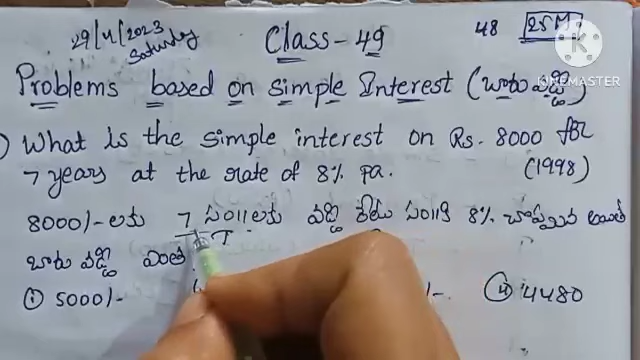 29/4/2023
Saturday
Class-49
48
25M
KINEMASTER
Problems based on simple Interest (బారు వడ్డీ)
What is the simple interest on Rs. 8000 for
7 years at the rate of 8% pa. (1998)
8000/- లకు 7 సం॥లకు వడ్డీ రేటు సం॥కి 8% చొప్పున అయితే
బారు వడ్డీ ఎంత
① 5000/- /- ④ 4480